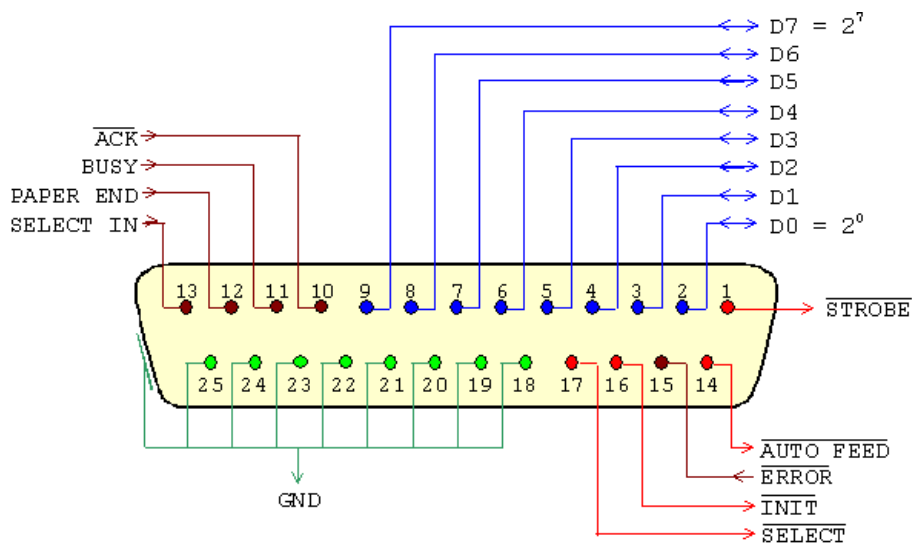 D7 = 2⁷
D6
D5
D4
D3
D2
D1
D0 = 2⁰
ACK
BUSY
PAPER END
SELECT IN
13 12 11 10 9 8 7 6 5 4 3 2 1
STROBE
25 24 23 22 21 20 19 18 17 16 15 14
GND
AUTO FEED
ERROR
INIT
SELECT